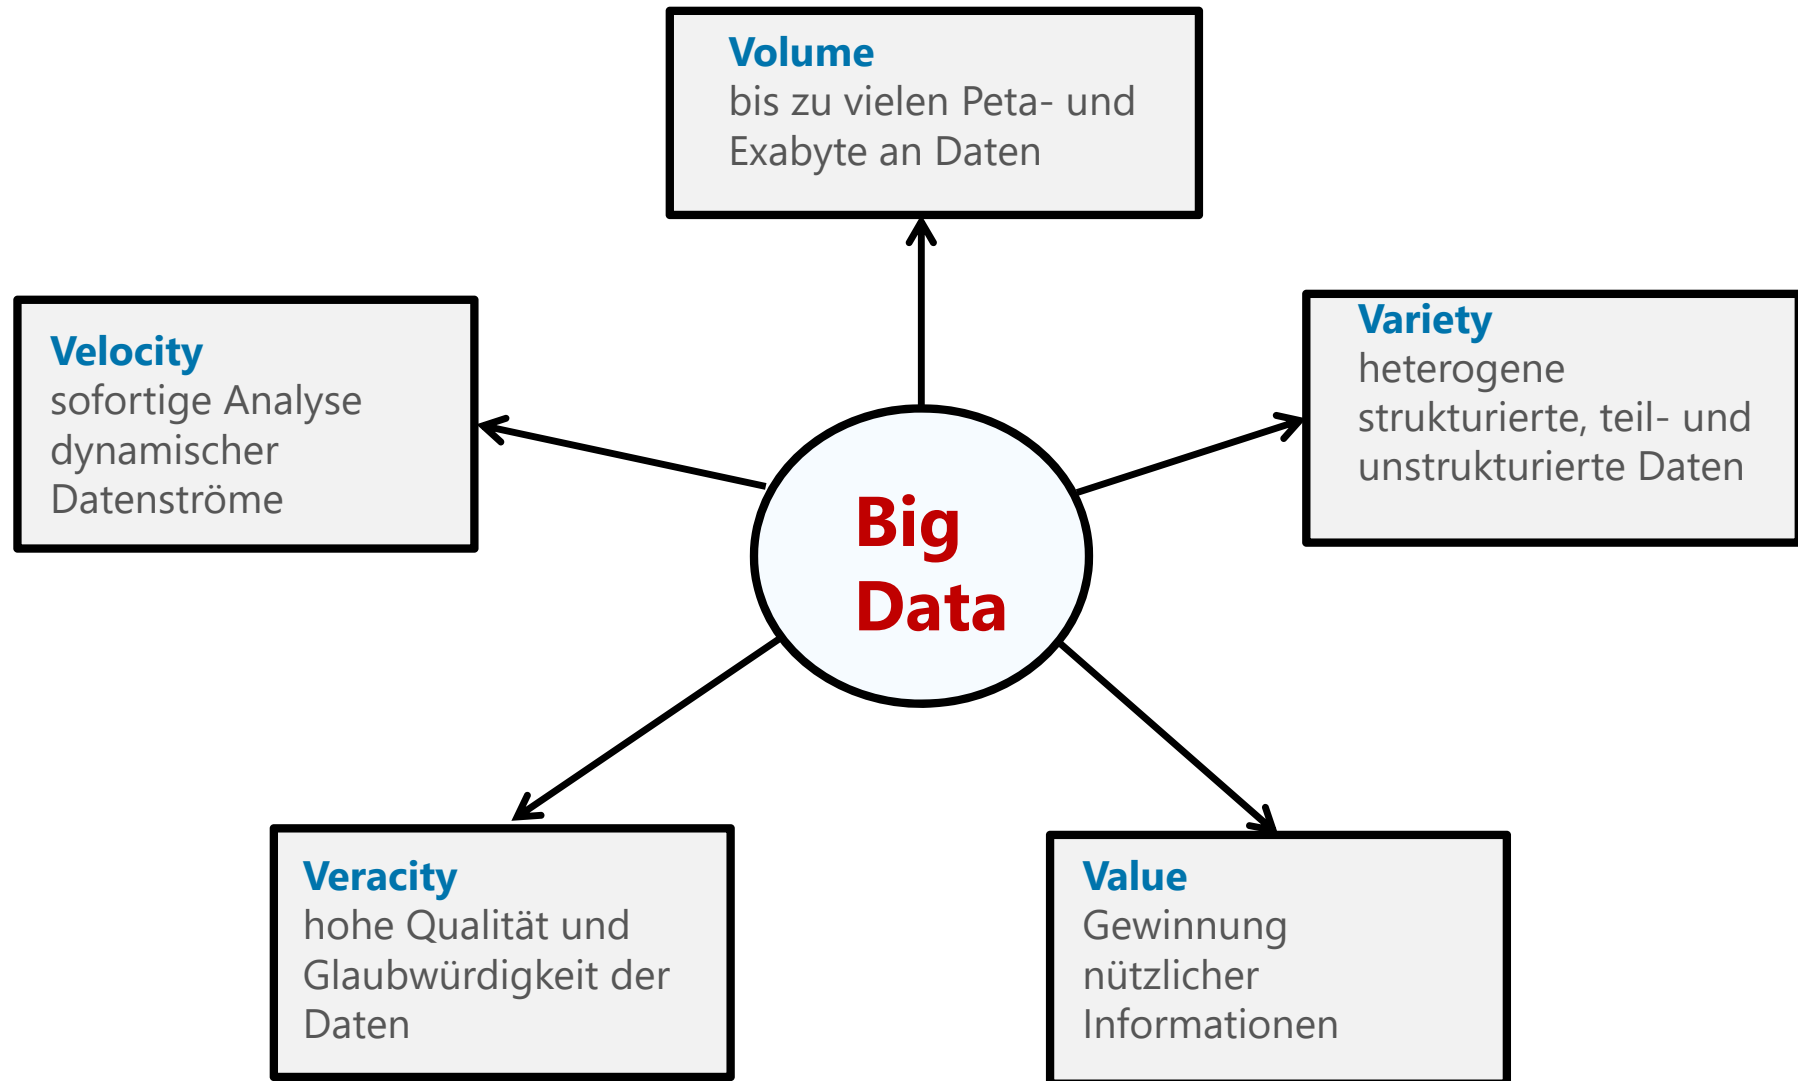 Volume
bis zu vielen Peta- und
Exabyte an Daten
Velocity
sofortige Analyse
dynamischer
Datenströme
Variety
heterogene
strukturierte, teil- und
unstrukturierte Daten
Big
Data
Veracity
hohe Qualität und
Glaubwürdigkeit der
Daten
Value
Gewinnung
nützlicher
Informationen